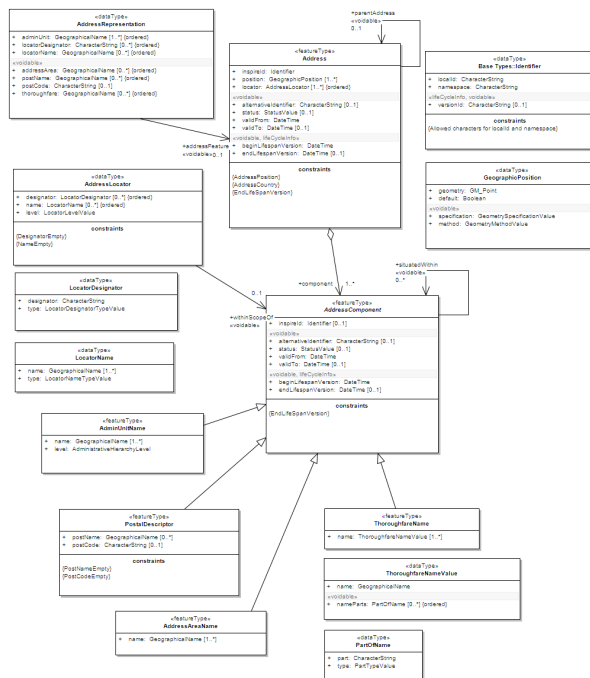 «dataType»
AddressRepresentation
+ adminUnit: GeographicalName [1..*] {ordered}
+ locatorDesignator: CharacterString [0..*] {ordered}
+ locatorName: GeographicalName [0..*] {ordered}
«voidable»
+ addressArea: GeographicalName [0..*] {ordered}
+ postName: GeographicalName [0..*] {ordered}
+ postCode: CharacterString [0..1]
+ thoroughfare: GeographicalName [0..*] {ordered}
+parentAddress
«voidable»
0..1
«featureType»
Address
+ inspireId: Identifier
+ position: GeographicPosition [1..*]
+ locator: AddressLocator [1..*] {ordered}
«voidable»
+ alternativeIdentifier: CharacterString [0..1]
+ status: StatusValue [0..1]
+ validFrom: DateTime
+ validTo: DateTime [0..1]
«voidable, lifeCycleInfo»
+ beginLifespanVersion: DateTime
+ endLifespanVersion: DateTime [0..1]
constraints
{AddressPosition}
{AddressCountry}
{EndLifeSpanVersion}
+addressFeature
«voidable»0..1
«dataType»
Base Types::Identifier
+ localId: CharacterString
+ namespace: CharacterString
«lifeCycleInfo, voidable»
+ versionId: CharacterString [0..1]
constraints
{Allowed characters for localId and namespace}
«dataType»
GeographicPosition
+ geometry: GM_Point
+ default: Boolean
«voidable»
+ specification: GeometrySpecificationValue
+ method: GeometryMethodValue
«dataType»
AddressLocator
+ designator: LocatorDesignator [0..*] {ordered}
+ name: LocatorName [0..*] {ordered}
+ level: LocatorLevelValue
constraints
{DesignatorEmpty}
{NameEmpty}
«dataType»
LocatorDesignator
+ designator: CharacterString
+ type: LocatorDesignatorTypeValue
«dataType»
LocatorName
+ name: GeographicalName [1..*]
+ type: LocatorNameTypeValue
0..1
+withinScopeOf
«voidable»
+component 1..*
+situatedWithin
«voidable»
0..*
«featureType»
AddressComponent
+ inspireId: Identifier [0..1]
«voidable»
+ alternativeIdentifier: CharacterString [0..1]
+ status: StatusValue [0..1]
+ validFrom: DateTime
+ validTo: DateTime [0..1]
«voidable, lifeCycleInfo»
+ beginLifespanVersion: DateTime
+ endLifespanVersion: DateTime [0..1]
constraints
{EndLifeSpanVersion}
«featureType»
AdminUnitName
+ name: GeographicalName [1..*]
+ level: AdministrativeHierarchyLevel
«featureType»
PostalDescriptor
+ postName: GeographicalName [0..*]
+ postCode: CharacterString [0..1]
constraints
{PostNameEmpty}
{PostCodeEmpty}
«featureType»
AddressAreaName
+ name: GeographicalName [1..*]
«featureType»
ThoroughfareName
+ name: ThoroughfareNameValue [1..*]
«dataType»
ThoroughfareNameValue
+ name: GeographicalName
«voidable»
+ nameParts: PartOfName [0..*] {ordered}
«dataType»
PartOfName
+ part: CharacterString
+ type: PartTypeValue